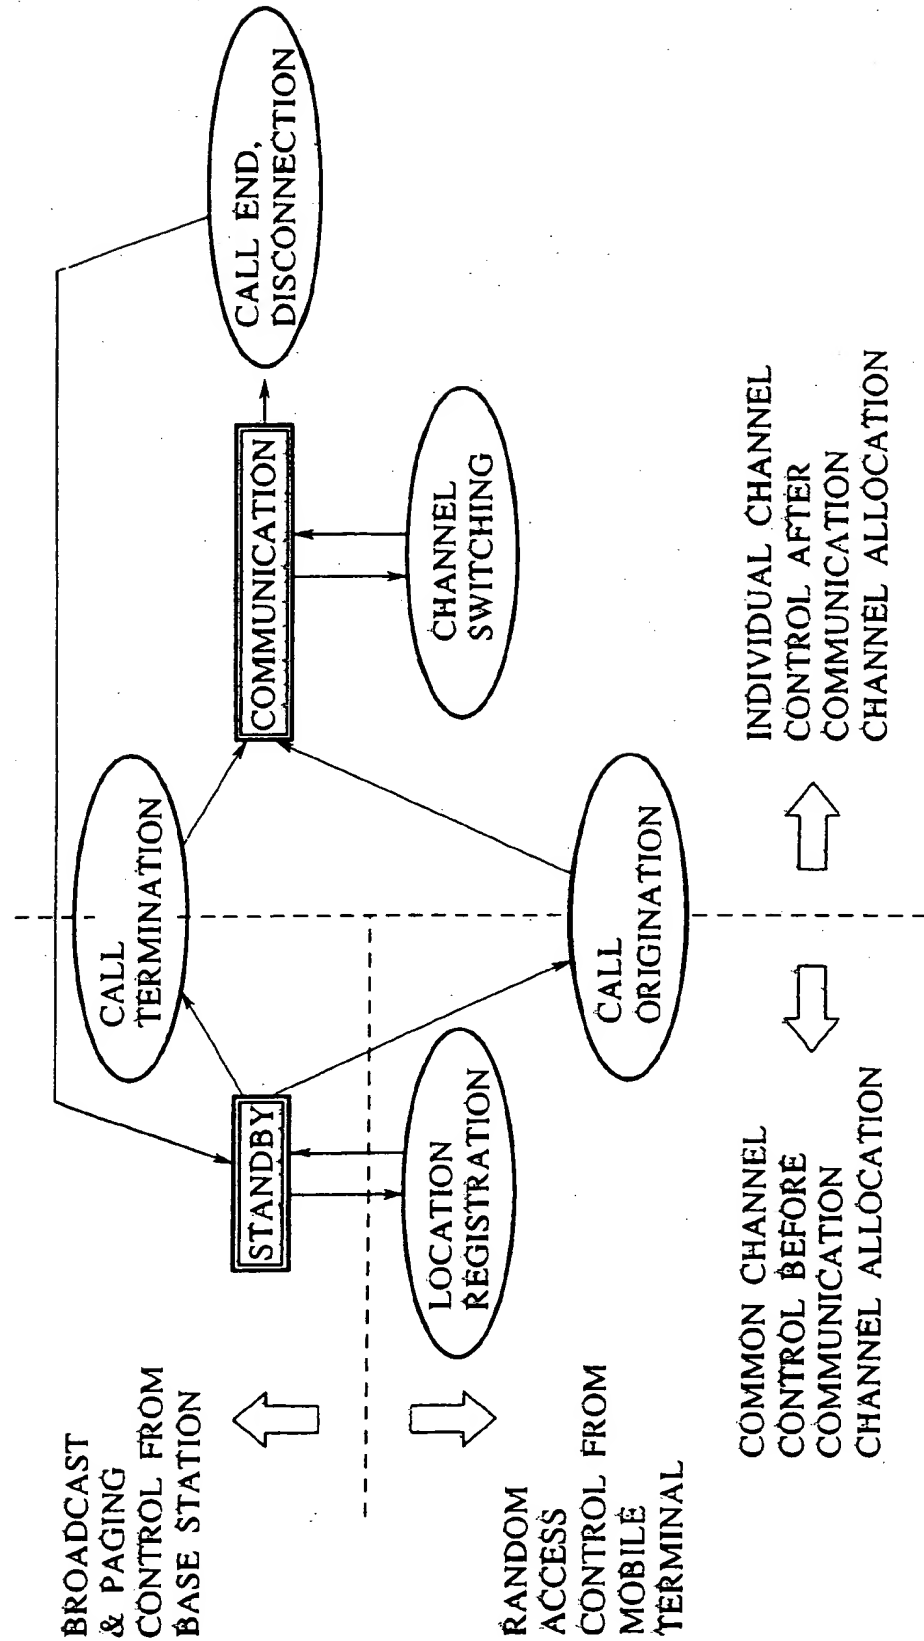 BROADCAST
& PAGING
CONTROL FROM
BASE STATION
RANDOM
ACCESS
CONTROL FROM
MOBILE
TERMINAL
STANDBY
LOCATION
REGISTRATION
CALL
TERMINATION
CALL
ORIGINATION
COMMUNICATION
CHANNEL
SWITCHING
CALL END,
DISCONNECTION
COMMON CHANNEL
CONTROL BEFORE
COMMUNICATION
CHANNEL ALLOCATION
INDIVIDUAL CHANNEL
CONTROL AFTER
COMMUNICATION
CHANNEL ALLOCATION